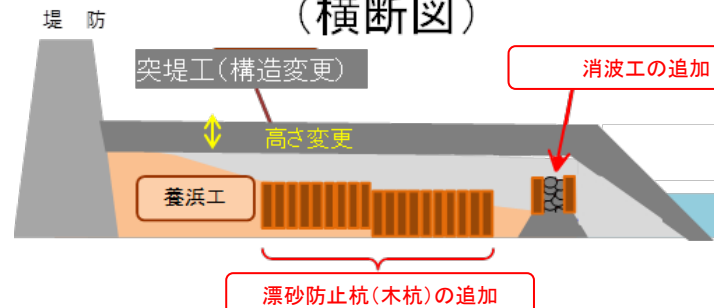 (横断図)
堤 防
突堤工(構造変更)
消波工の追加
高さ変更
養浜工
漂砂防止杭(木杭)の追加